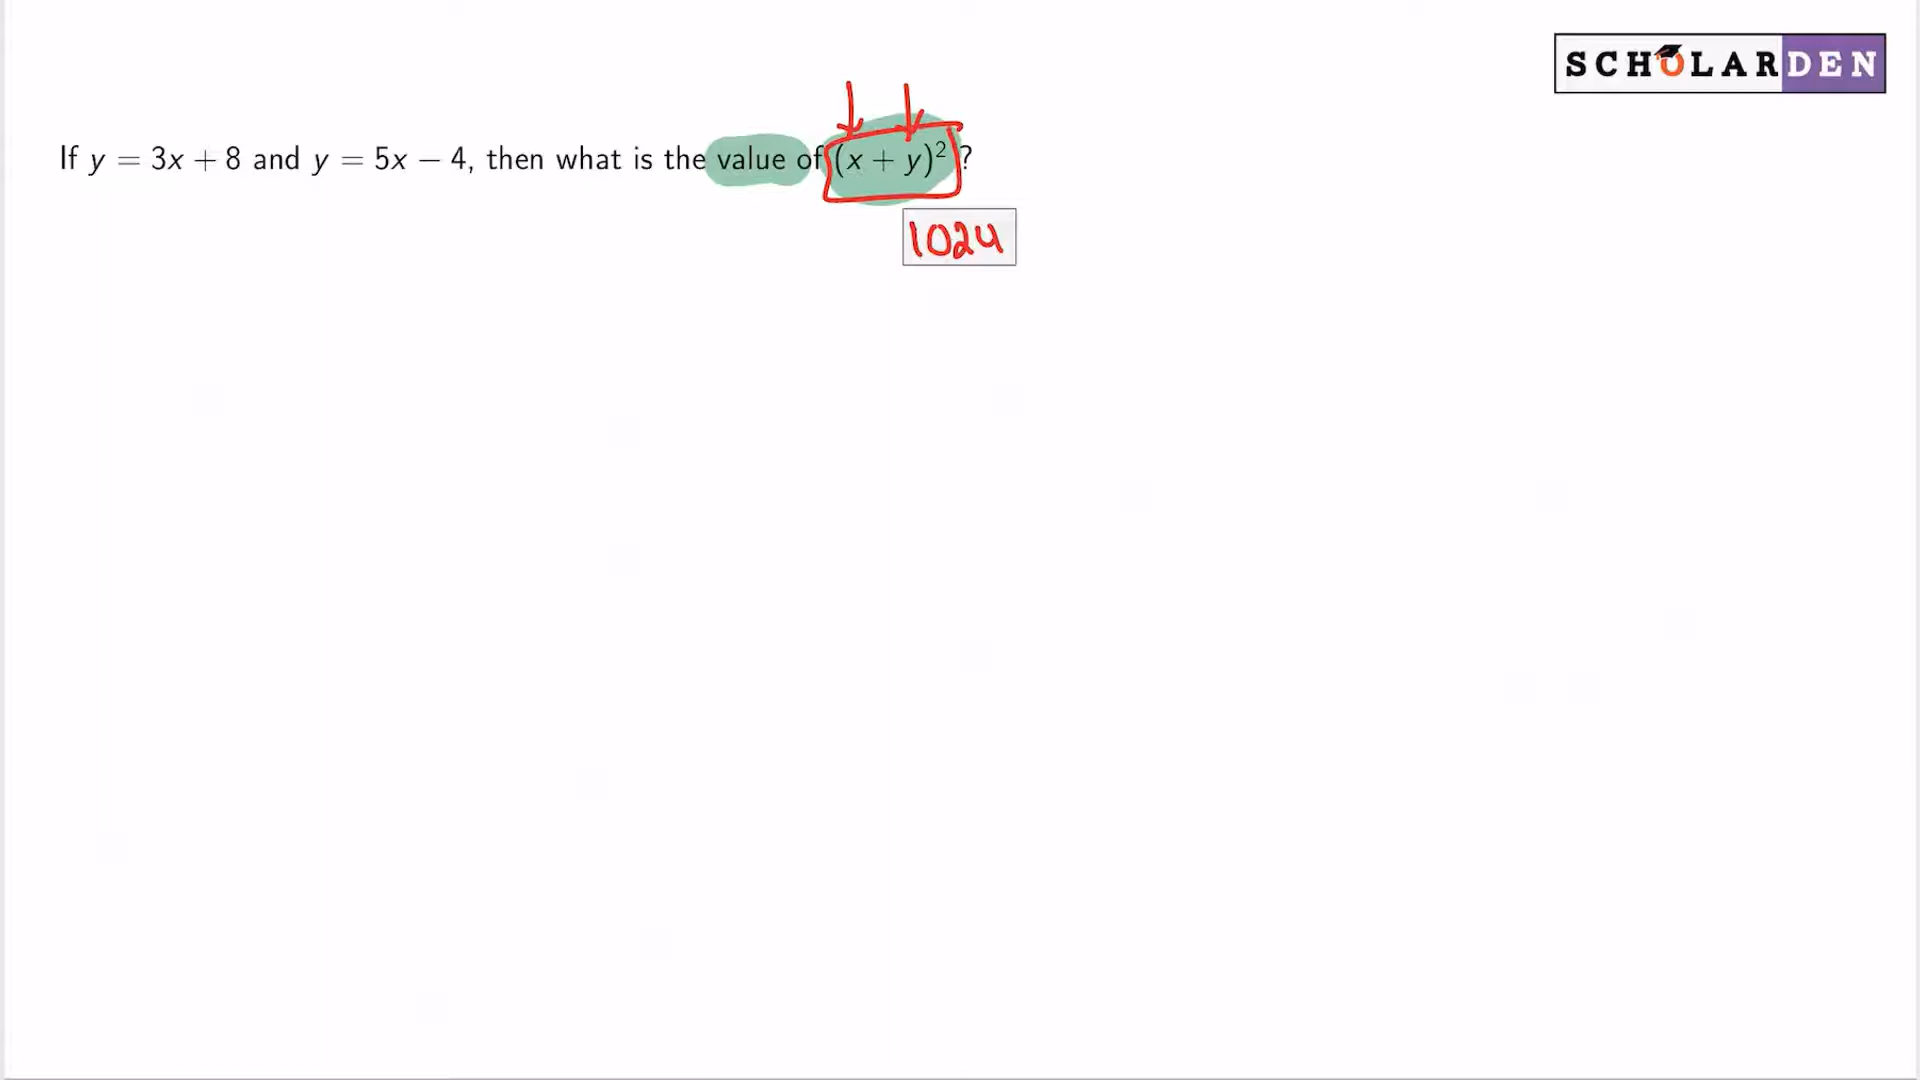 SCHOLARDEN
If y = 3x + 8 and y = 5x − 4, then what is the value of (x + y)² ?
1024